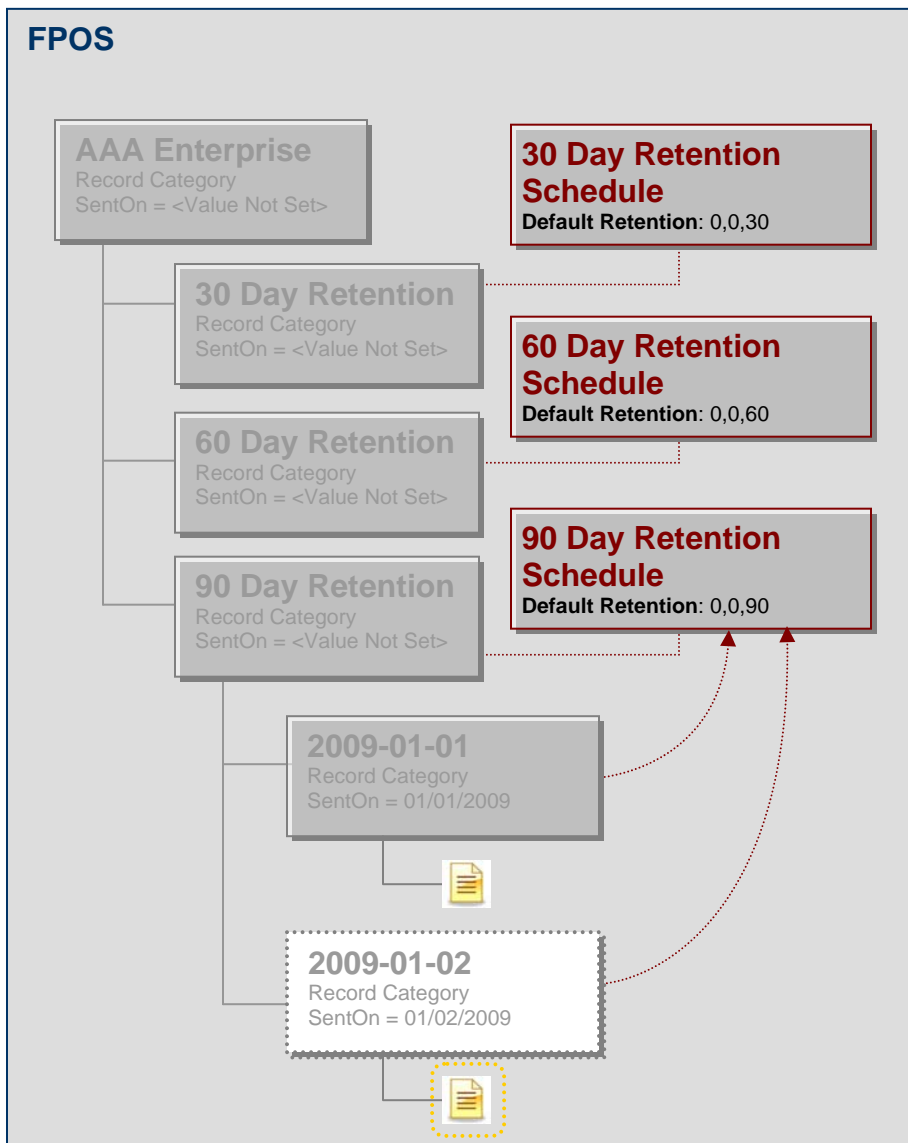 FPOS
AAA Enterprise
Record Category
SentOn = <Value Not Set>
30 Day Retention
Schedule
Default Retention: 0,0,30
30 Day Retention
Record Category
SentOn = <Value Not Set>
60 Day Retention
Schedule
Default Retention: 0,0,60
60 Day Retention
Record Category
SentOn = <Value Not Set>
90 Day Retention
Schedule
Default Retention: 0,0,90
90 Day Retention
Record Category
SentOn = <Value Not Set>
2009-01-01
Record Category
SentOn = 01/01/2009
2009-01-02
Record Category
SentOn = 01/02/2009